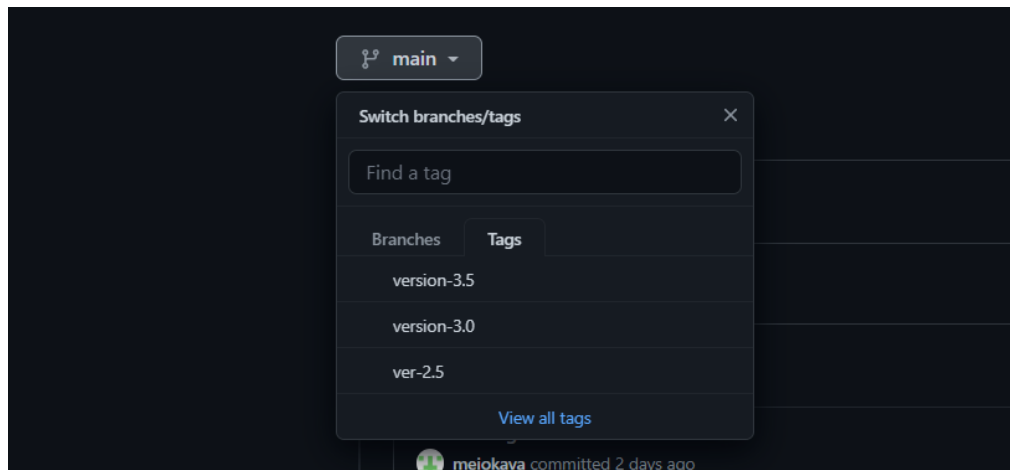 main
Switch branches/tags
Find a tag
Branches Tags
version-3.5
version-3.0
ver-2.5
View all tags
committed 2 days ago